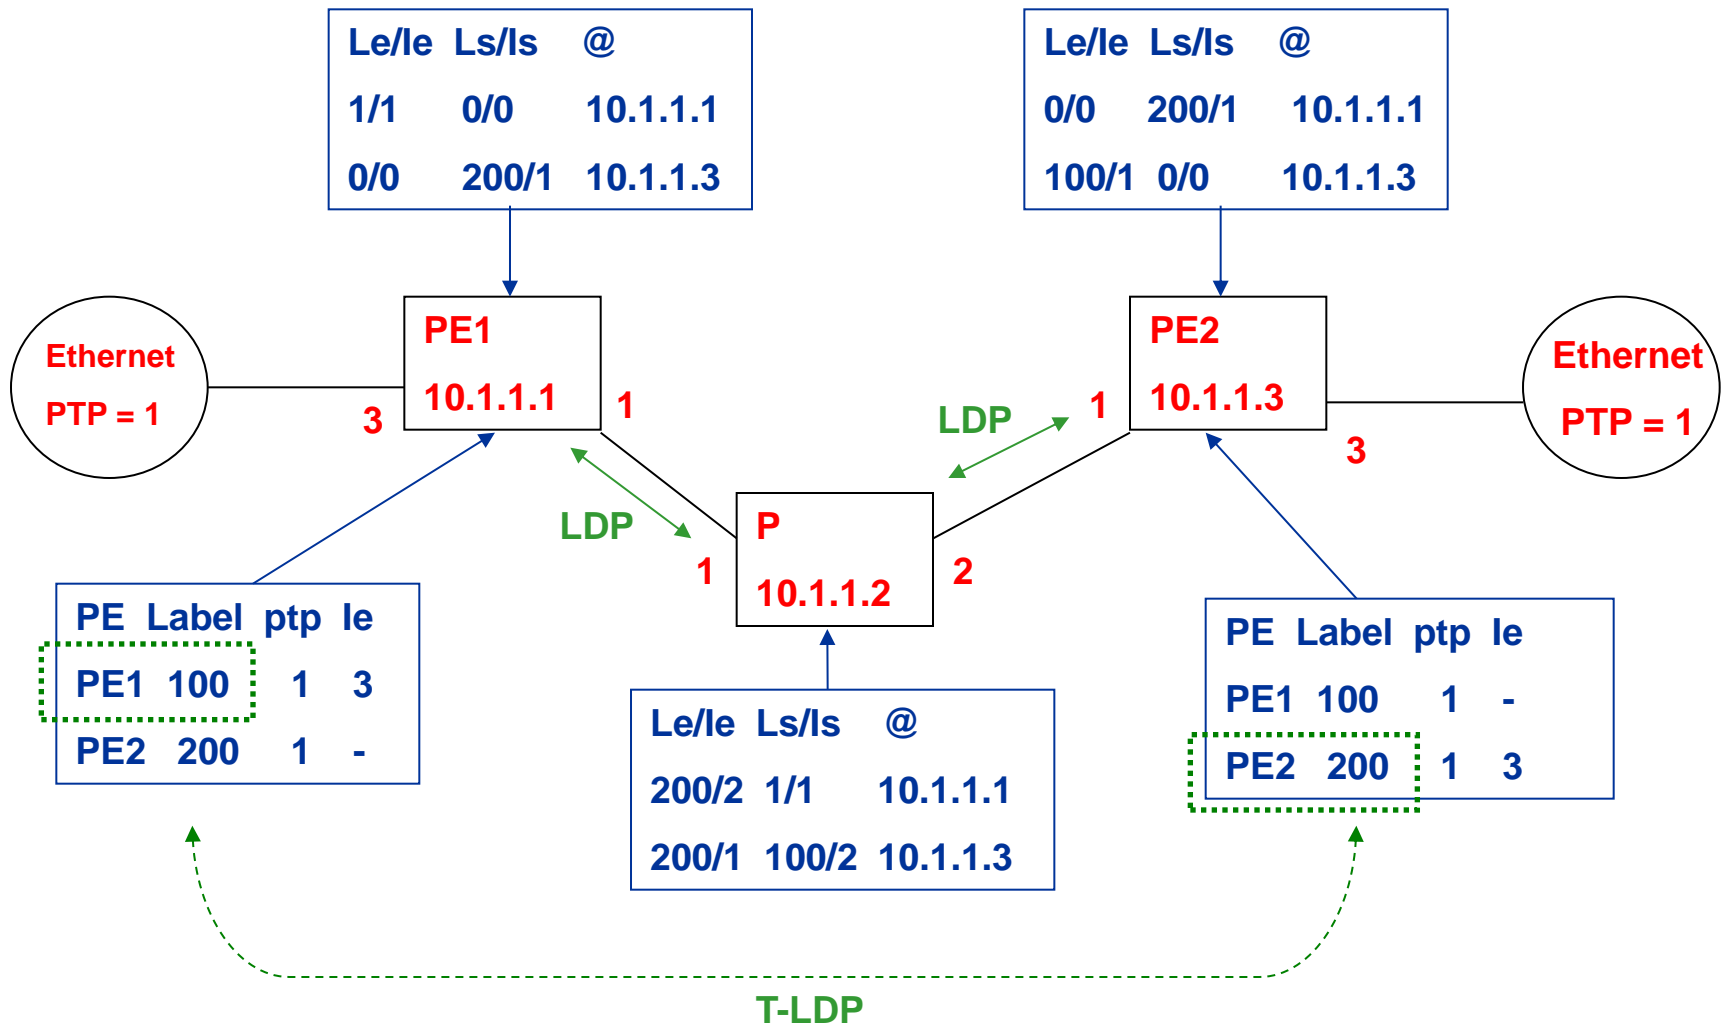 Le/Ie Ls/Is @
1/1 0/0 10.1.1.1
0/0 200/1 10.1.1.3
Le/Ie Ls/Is @
0/0 200/1 10.1.1.1
100/1 0/0 10.1.1.3
Ethernet
PTP = 1
3
PE1
10.1.1.1
1
LDP
LDP
1
PE2
10.1.1.3
3
Ethernet
PTP = 1
1
P
10.1.1.2
2
PE Label ptp Ie
PE1 100 1 3
PE2 200 1 -
Le/Ie Ls/Is @
200/2 1/1 10.1.1.1
200/1 100/2 10.1.1.3
PE Label ptp Ie
PE1 100 1 -
PE2 200 1 3
T-LDP